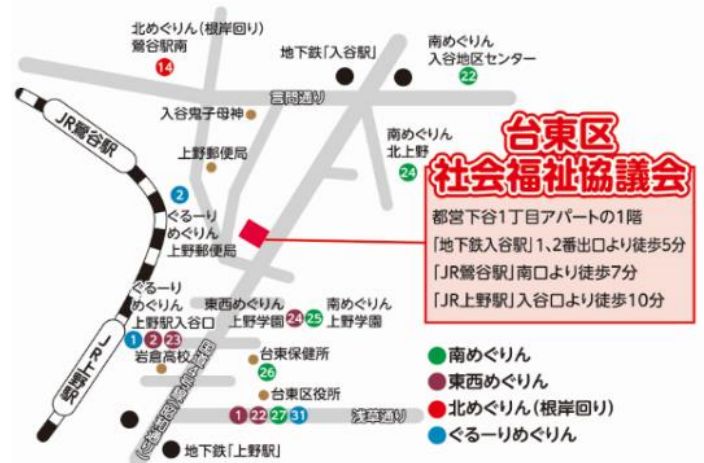 北めぐりん(根岸回り)
鶯谷駅南
14
地下鉄「入谷駅」
南めぐりん
入谷地区センター
22
言問通り
JR鶯谷駅
入谷鬼子母神
上野郵便局
南めぐりん
北上野
24
台東区
社会福祉協議会
都営下谷1丁目アパートの1階
「地下鉄入谷駅」1、2番出口より徒歩5分
「JR鶯谷駅」南口より徒歩7分
「JR上野駅」入谷口より徒歩10分
2
ぐるーり
めぐりん
上野郵便局
ぐるーり
めぐりん
上野駅入谷口
1 2 23
東西めぐりん
上野学園
24
25
南めぐりん
上野学園
JR上野駅
岩倉高校
台東保健所
26
台東区役所
1 22 27 31
浅草通り
地下鉄「上野駅」
南めぐりん
東西めぐりん
北めぐりん(根岸回り)
ぐるーりめぐりん